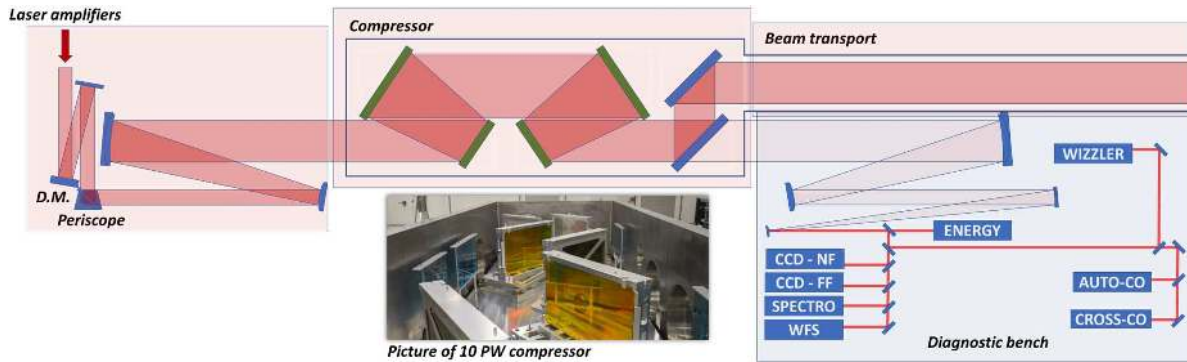 Laser amplifiers
Compressor
Beam transport
D.M.
Periscope
WIZZLER
ENERGY
CCD - NF
CCD - FF
SPECTRO
WFS
AUTO-CO
CROSS-CO
Picture of 10 PW compressor
Diagnostic bench